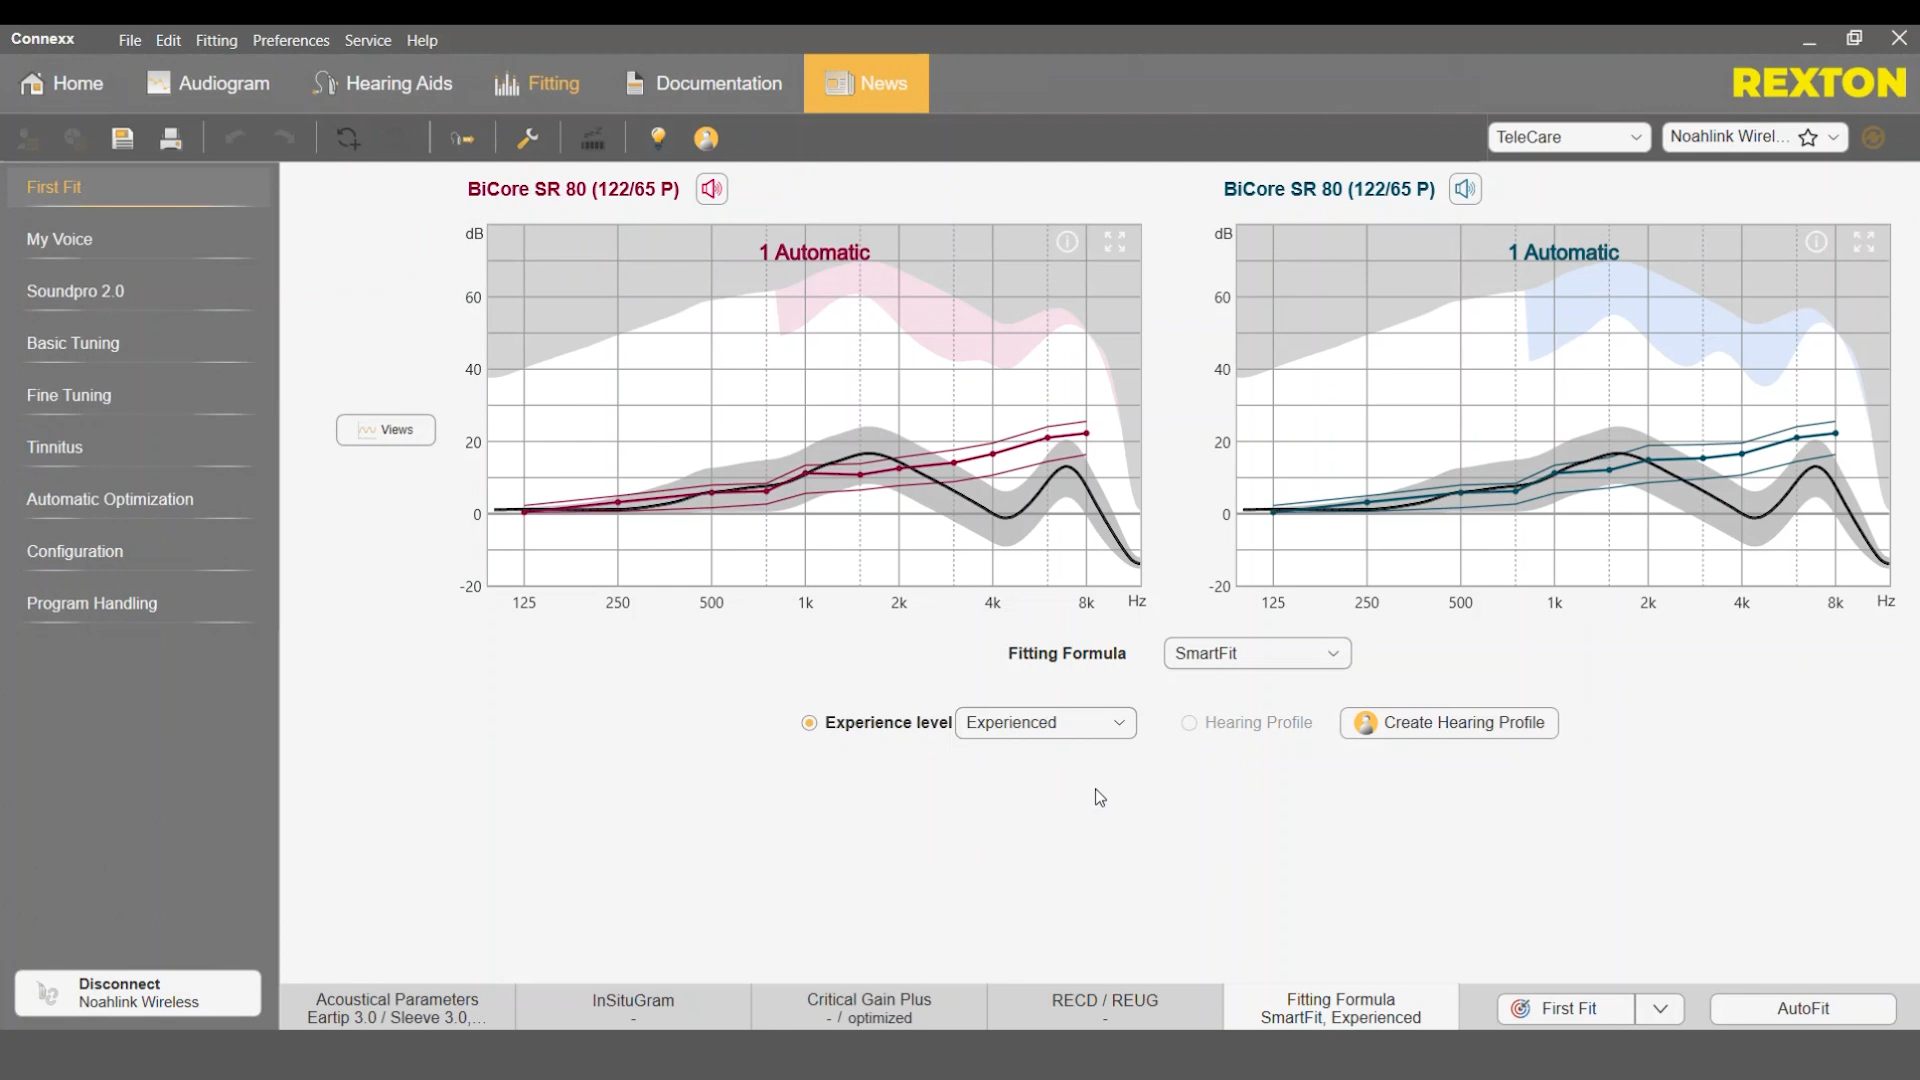 Connexx File Edit Fitting Preferences Service Help
Home Audiogram Hearing Aids Fitting Documentation News REXTON
TeleCare Noahlink Wirel...
First Fit
My Voice
Soundpro 2.0
Basic Tuning
Fine Tuning
Tinnitus
Automatic Optimization
Configuration
Program Handling
Views
BiCore SR 80 (122/65 P)
dB
1 Automatic
60
40
20
0
-20
125 250 500 1k 2k 4k 8k Hz
BiCore SR 80 (122/65 P)
dB
1 Automatic
60
40
20
0
-20
125 250 500 1k 2k 4k 8k Hz
Fitting Formula SmartFit
Experience level Experienced Hearing Profile Create Hearing Profile
Disconnect
Noahlink Wireless
Acoustical Parameters
Eartip 3.0 / Sleeve 3.0,...
InSituGram
-
Critical Gain Plus
- / optimized
RECD / REUG
-
Fitting Formula
SmartFit, Experienced
First Fit
AutoFit